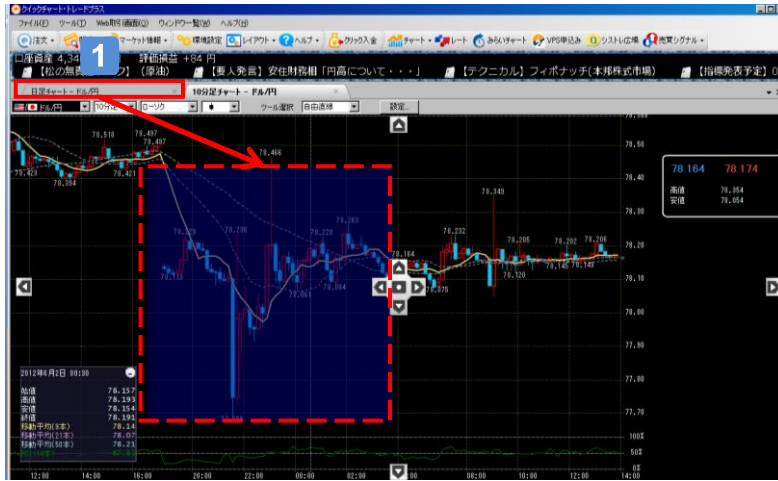 クイックチャート・トレードプラス
ファイル(F) ツール(T) Web取引画面(O) ウィンドウ一覧(W) ヘルプ(H)
注文 マーケット情報 環境設定 レイアウト ヘルプ クイック入金 チャート レート みらいチャート VPS申込み ストレ広場 売買シグナル
1
口座資産 4,34 評価損益 +84 円
【松の無 (原油) 【要人発言】安住財務相「円高について・・・」 【テクニカル】フィボナッチ(本邦株式市場) 【指標発表予定】
日足チャート - ドル/円 10分足チャート - ドル/円
ドル/円 10分足 ローソク ツール選択 自由直線 設定...
78.518 78.497
78.497
78.466
78.423 78.421
78.384
78.50
78.40
78.30
78.20
78.10
78.00
77.90
77.80
77.70
78.164 78.174
高値 78.354
安値 78.054
78.349
78.206 78.220 78.263
78.232 78.205 78.202 78.206
78.164
78.113
78.061 78.084
78.075
78.120 78.145 78.149
2012年6月2日 00:00
始値 78.157
高値 78.193
安値 78.154
終値 78.191
移動平均(9本) 78.14
移動平均(21本) 78.07
移動平均(50本) 78.21
100%
50%
0%
12:00 14:00 16:00 20:00 22:00 00:00 02:00 08:00 10:00 12:00 14:00